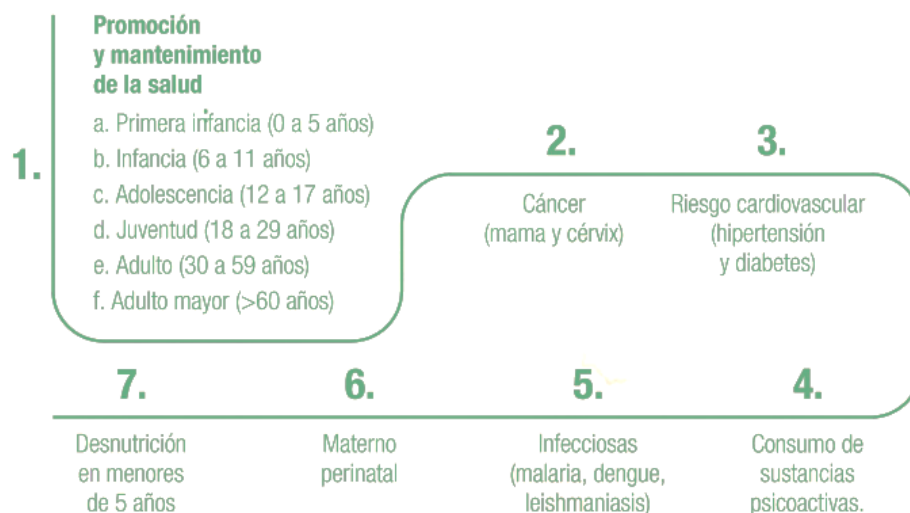 1.
Promoción
y mantenimiento
de la salud
a. Primera infancia (0 a 5 años)
b. Infancia (6 a 11 años)
c. Adolescencia (12 a 17 años)
d. Juventud (18 a 29 años)
e. Adulto (30 a 59 años)
f. Adulto mayor (>60 años)
2.
Cáncer
(mama y cérvix)
3.
Riesgo cardiovascular
(hipertensión
y diabetes)
7.
Desnutrición
en menores
de 5 años
6.
Materno
perinatal
5.
Infecciosas
(malaria, dengue,
leishmaniasis)
4.
Consumo de
sustancias
psicoactivas.